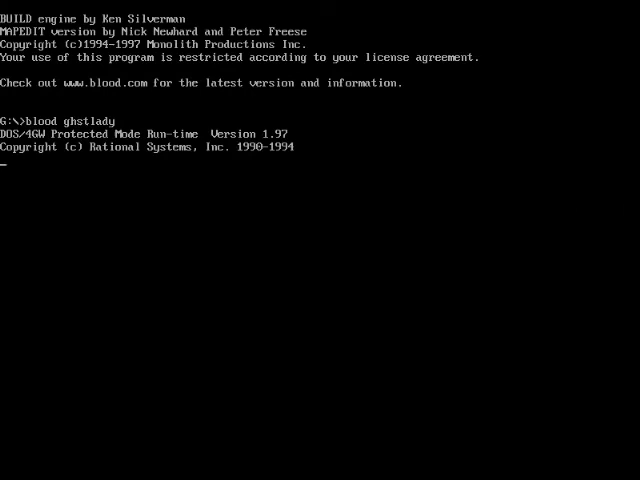 BUILD engine by Ken Silverman
MAPEDIT version by Nick Newhard and Peter Freese
Copyright (c)1994-1997 Monolith Productions Inc.
Your use of this program is restricted according to your license agreement.
Check out www.blood.com for the latest version and information.
G:\>blood ghstlady
DOS/4GW Protected Mode Run-time  Version 1.97
Copyright (c) Rational Systems, Inc. 1990-1994
_